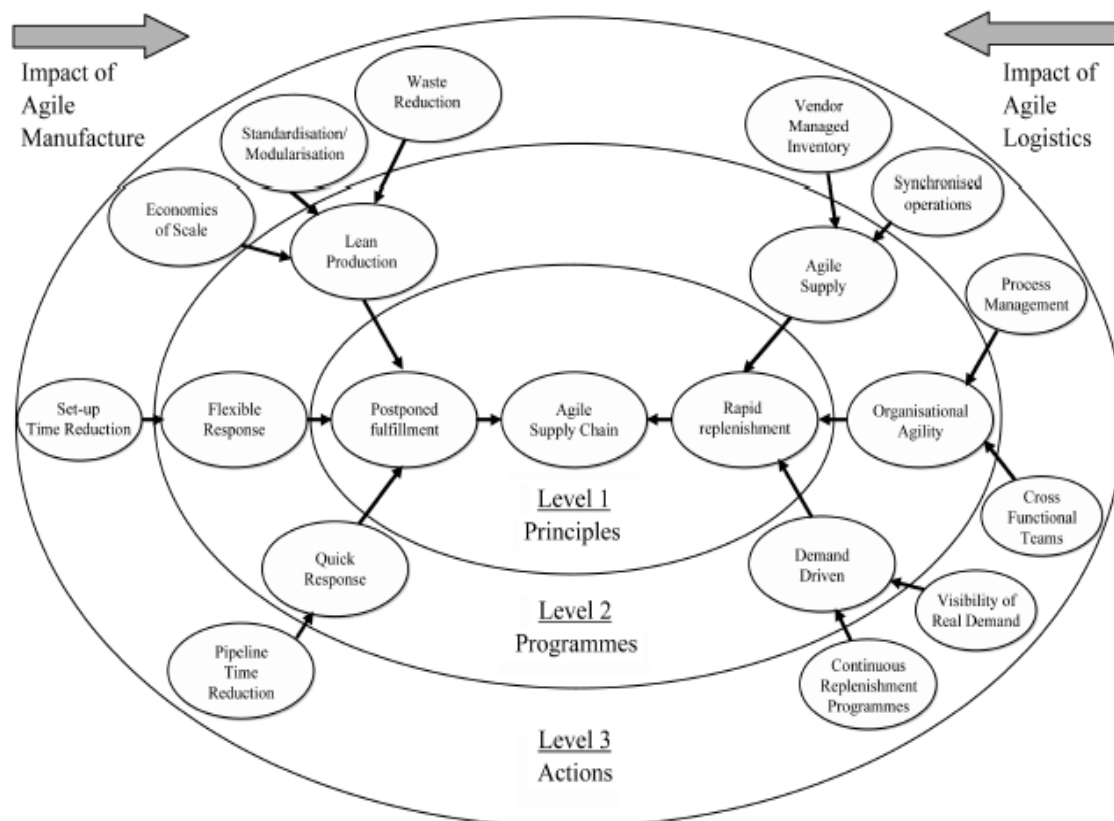 Impact of
Agile
Manufacture
Impact of
Agile
Logistics
Waste
Reduction
Standardisation/
Modularisation
Economies
of Scale
Lean
Production
Vendor
Managed
Inventory
Synchronised
operations
Agile
Supply
Process
Management
Set-up
Time Reduction
Flexible
Response
Postponed
fulfillment
Agile
Supply Chain
Rapid
replenishment
Organisational
Agility
Level 1
Principles
Cross
Functional
Teams
Quick
Response
Demand
Driven
Level 2
Programmes
Visibility of
Real Demand
Pipeline
Time
Reduction
Continuous
Replenishment
Programmes
Level 3
Actions